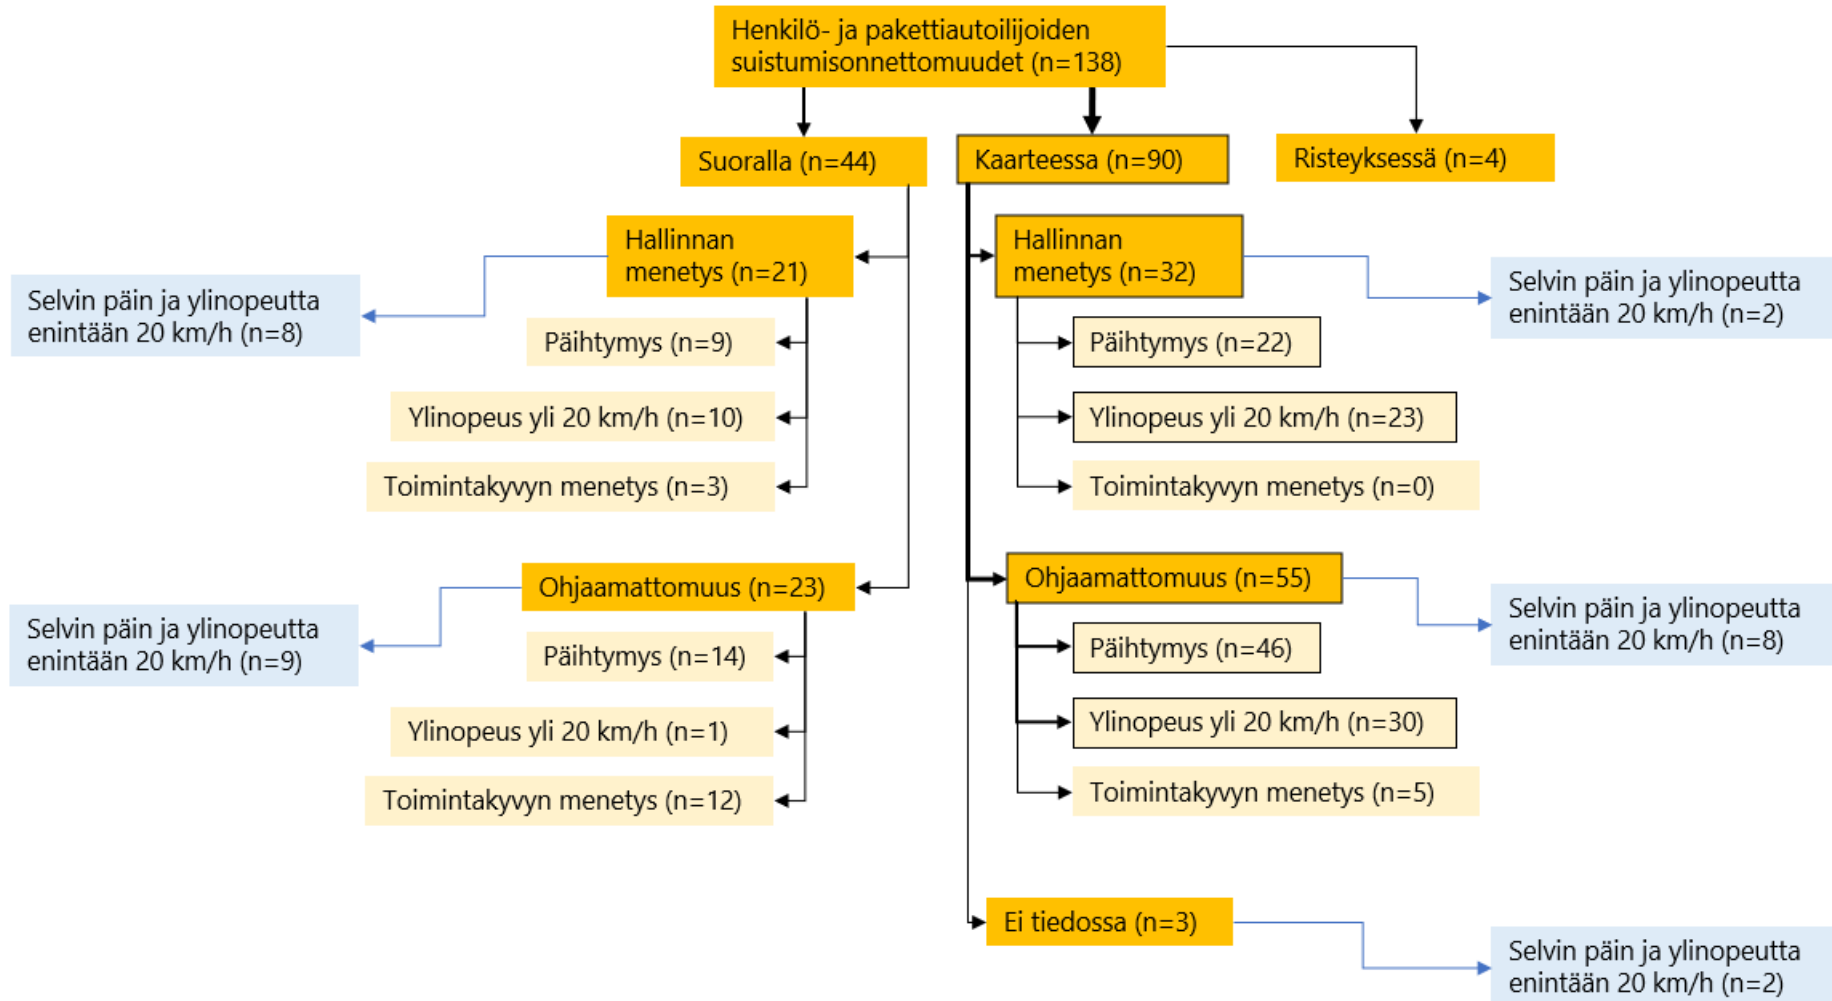 Henkilö- ja pakettiautoilijoiden
suistumisonnettomuudet (n=138)
Suoralla (n=44)
Kaarteessa (n=90)
Risteyksessä (n=4)
Hallinnan
menetys (n=21)
Selvin päin ja ylinopeutta
enintään 20 km/h (n=8)
Päihtymys (n=9)
Ylinopeus yli 20 km/h (n=10)
Toimintakyvyn menetys (n=3)
Ohjaamattomuus (n=23)
Selvin päin ja ylinopeutta
enintään 20 km/h (n=9)
Päihtymys (n=14)
Ylinopeus yli 20 km/h (n=1)
Toimintakyvyn menetys (n=12)
Hallinnan
menetys (n=32)
Selvin päin ja ylinopeutta
enintään 20 km/h (n=2)
Päihtymys (n=22)
Ylinopeus yli 20 km/h (n=23)
Toimintakyvyn menetys (n=0)
Ohjaamattomuus (n=55)
Selvin päin ja ylinopeutta
enintään 20 km/h (n=8)
Päihtymys (n=46)
Ylinopeus yli 20 km/h (n=30)
Toimintakyvyn menetys (n=5)
Ei tiedossa (n=3)
Selvin päin ja ylinopeutta
enintään 20 km/h (n=2)